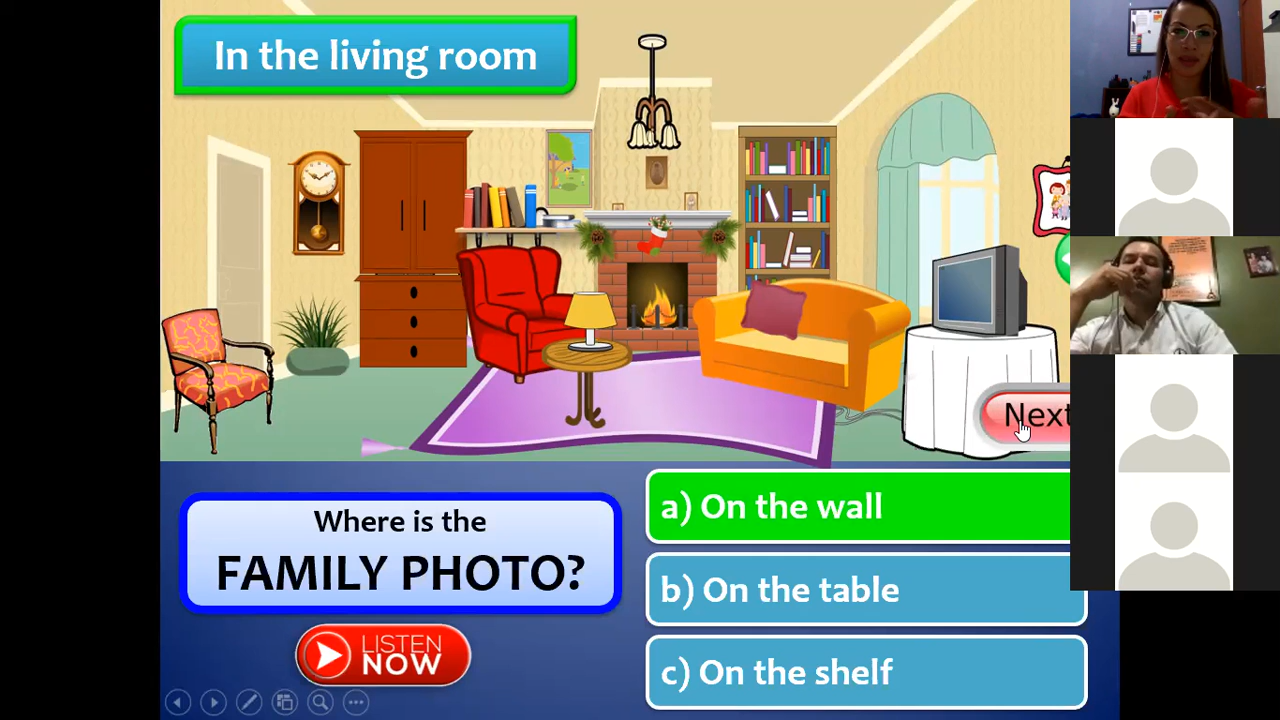 In the living room
Next
Where is the
FAMILY PHOTO?
LISTEN
NOW
a) On the wall
b) On the table
c) On the shelf